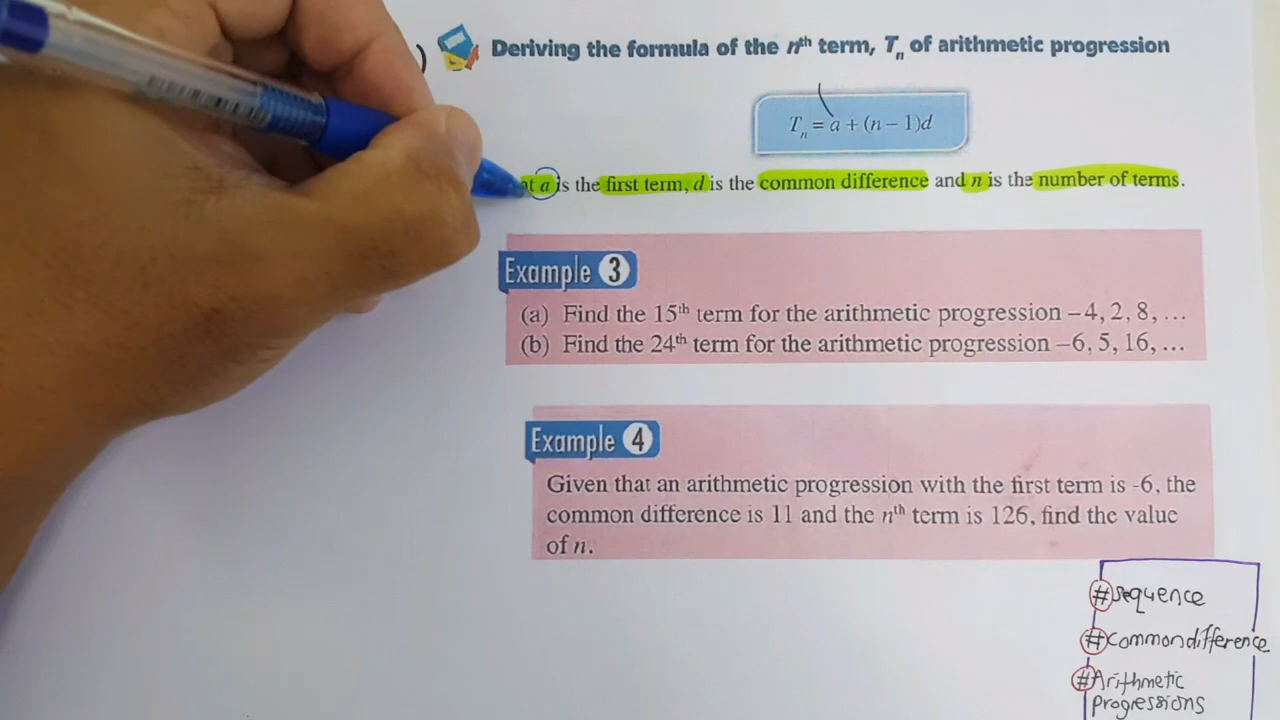 ) Deriving the formula of the nth term, Tn of arithmetic progression
Tn = a + (n – 1)d
at a is the first term, d is the common difference and n is the number of terms.
Example 3
(a) Find the 15th term for the arithmetic progression –4, 2, 8, …
(b) Find the 24th term for the arithmetic progression –6, 5, 16, …
Example 4
Given that an arithmetic progression with the first term is -6, the
common difference is 11 and the nth term is 126, find the value
of n.
#sequence
#Commondifference
#Arithmetic
progressions